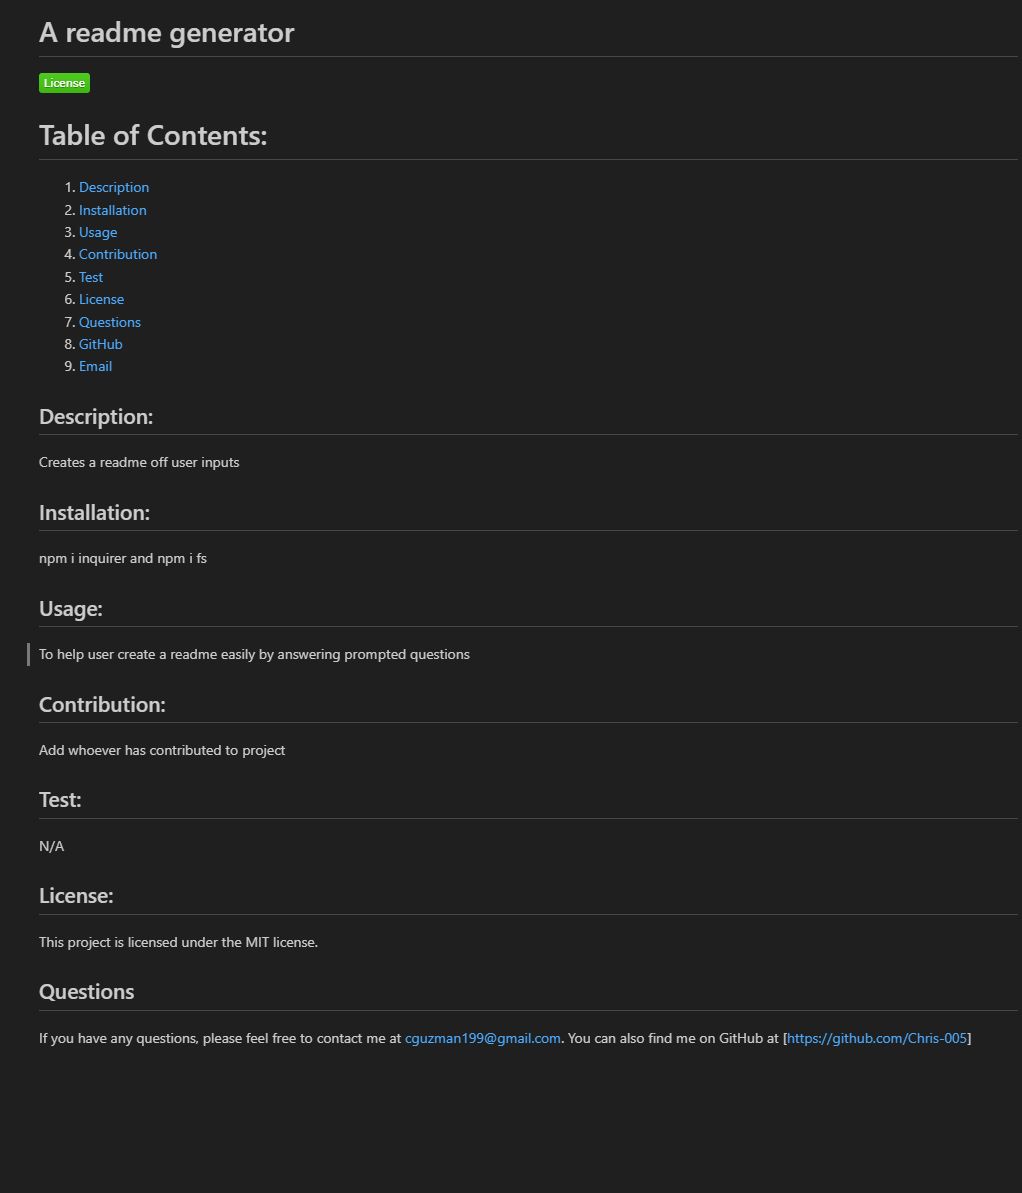 A readme generator
License
Table of Contents:
1. Description
2. Installation
3. Usage
4. Contribution
5. Test
6. License
7. Questions
8. GitHub
9. Email
Description:
Creates a readme off user inputs
Installation:
npm i inquirer and npm i fs
Usage:
To help user create a readme easily by answering prompted questions
Contribution:
Add whoever has contributed to project
Test:
N/A
License:
This project is licensed under the MIT license.
Questions
If you have any questions, please feel free to contact me at cguzman199@gmail.com. You can also find me on GitHub at [https://github.com/Chris-005]